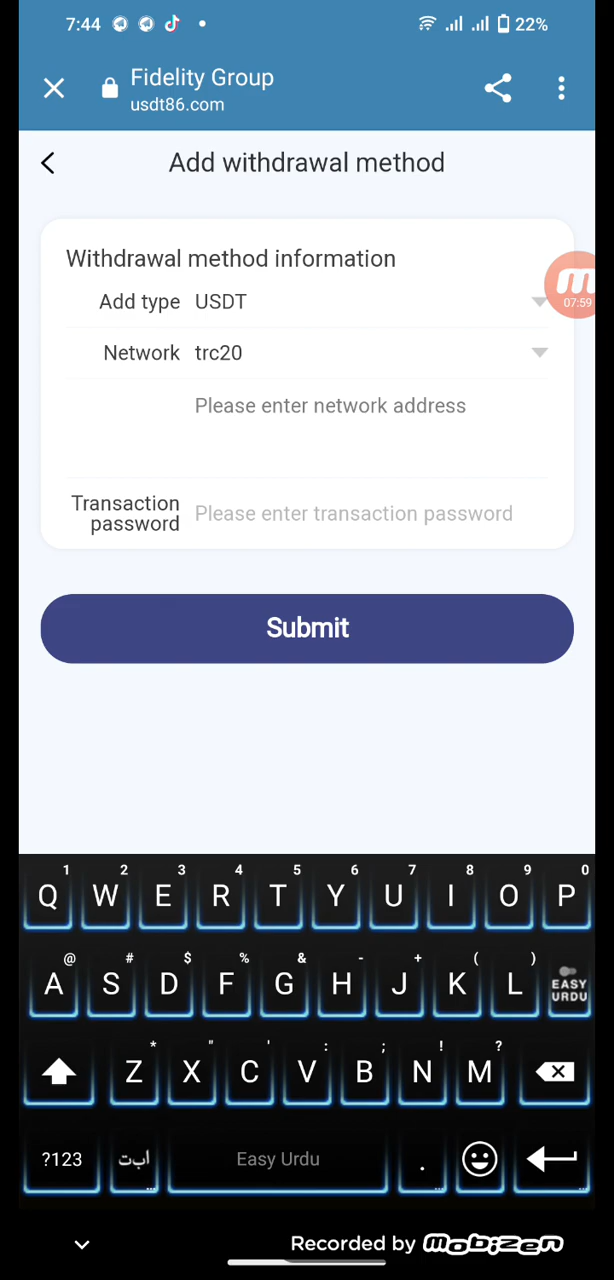 7:44
22%
Fidelity Group
usdt86.com
Add withdrawal method
Withdrawal method information
Add type USDT
07:59
Network trc20
Please enter network address
Transaction password Please enter transaction password
Submit
1 2 3 4 5 6 7 8 9 0
Q W E R T Y U I O P
@ # $ % & - + ( )
A S D F G H J K L EASY URDU
* " ' : ; ! ?
Z X C V B N M
?123 ابت Easy Urdu .
Recorded by mobizen